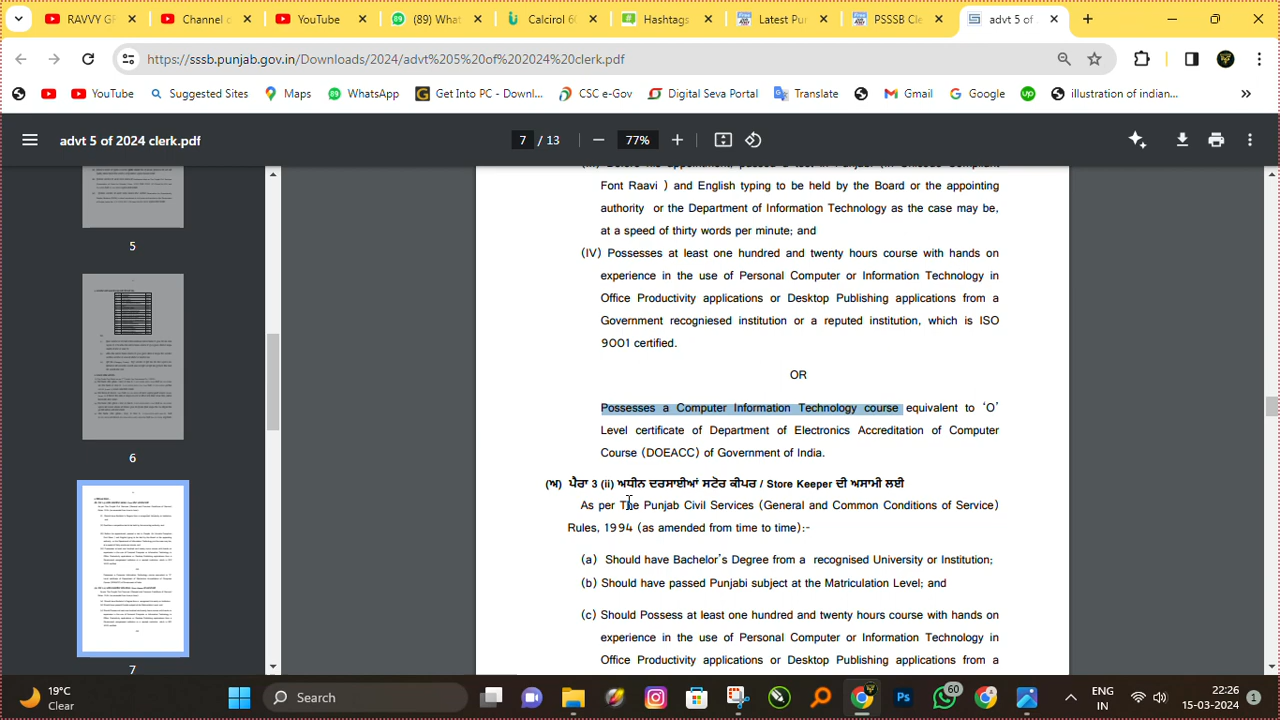 RAVVY GF
Channel c
YouTube
(89) What
Calcirol 60
Hashtags
Latest Pun
PSSSB Cle
advt 5 of
https://sssb.punjab.gov.in/Downloads/2024/advt%205%20of%202024%20clerk.pdf
YouTube
Suggested Sites
Maps
WhatsApp
Get Into PC - Downl...
CSC e-Gov
Digital Seva Portal
Translate
Gmail
Google
illustration of indian...
advt 5 of 2024 clerk.pdf
7 / 13
77%
5
6
7
Font Raavi ) and English typing to be held by the Board or the appointing
authority or the Department of Information Technology as the case may be,
at a speed of thirty words per minute; and
(IV) Possesses at least one hundred and twenty hours course with hands on
experience in the use of Personal Computer or Information Technology in
Office Productivity applications or Desktop Publishing applications from a
Government recogniesed institution or a reputed institution, which is ISO
9001 certified.
OR
Possesses a Computer Information Technology course equivalent to 'O'
Level certificate of Department of Electronics Accreditation of Computer
Course (DOEACC) of Government of India.
(ਅ) ਪੈਰਾ 3 (ii) ਅਧੀਨ ਦਰਸਾਈਆਂ ਸਟੋਰ ਕੀਪਰ / Store Keeper ਦੀ ਅਸਾਮੀ ਲਈ
As per The Punjab Civil Services (General and Common Conditions of Service)
Rules, 1994 (as amended from time to time):-
(a) Should have Bachelor's Degree from a recognised University or Institution;
(b) Should have passed Punjabi subject at Matriculation Level; and
(c) Should Possess at least one hundred and twenty hours course with hands on
experience in the use of Personal Computer or Information Technology in
Office Productivity applications or Desktop Publishing applications from a
19°C
Clear
Search
60
ENG
IN
22:26
15-03-2024
1